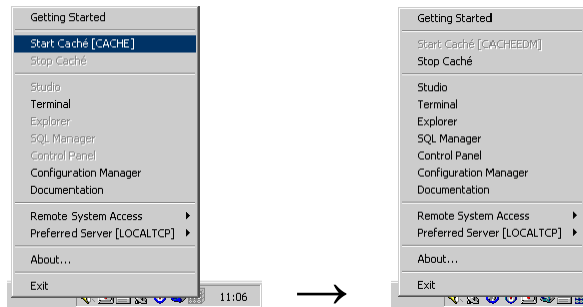 Getting Started
Start Caché [CACHE]
Stop Caché
Studio
Terminal
Explorer
SQL Manager
Control Panel
Configuration Manager
Documentation
Remote System Access
Preferred Server [LOCALTCP]
About...
Exit
11:06
Getting Started
Start Caché [CACHEEDM]
Stop Caché
Studio
Terminal
Explorer
SQL Manager
Control Panel
Configuration Manager
Documentation
Remote System Access
Preferred Server [LOCALTCP]
About...
Exit